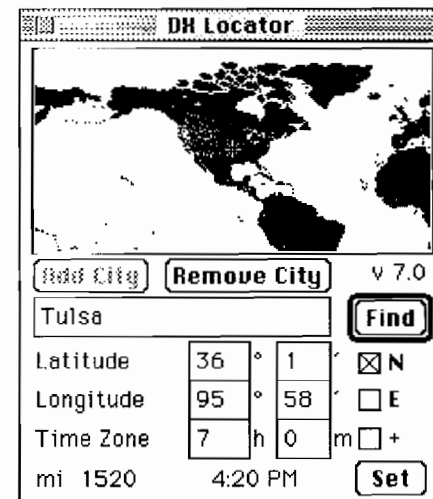 DX Locator
Add City Remove City v 7.0
Tulsa Find
Latitude 36 ° 1 ′ N
Longitude 95 ° 58 ′ E
Time Zone 7 h 0 m +
mi 1520 4:20 PM Set